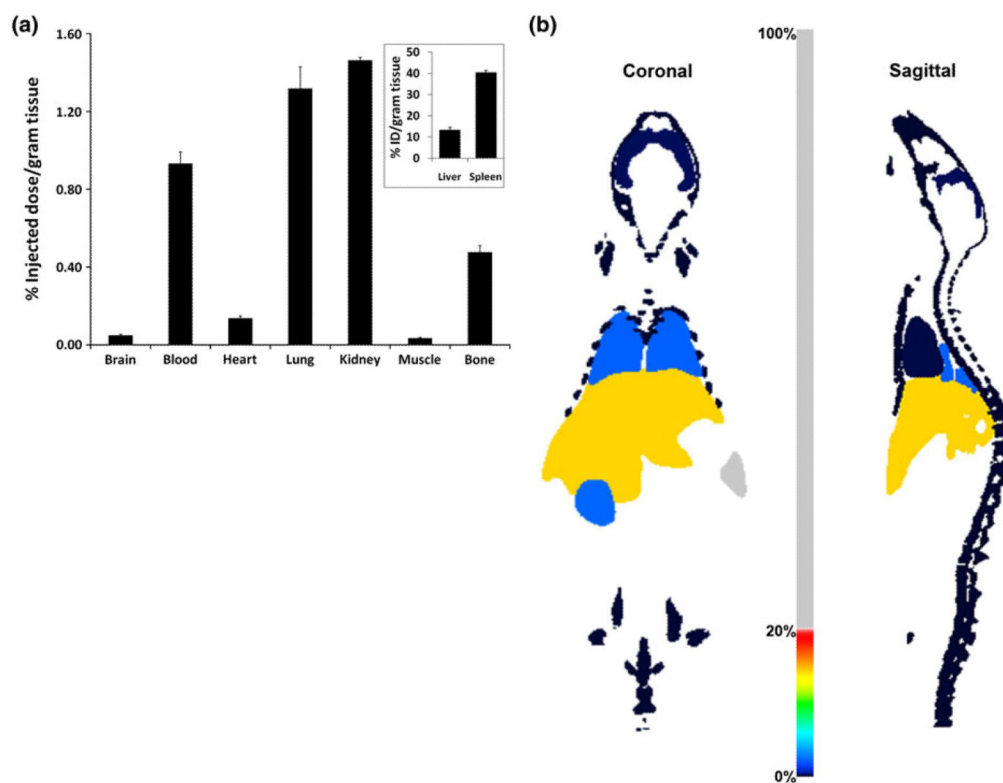 (a)
% Injected dose/gram tissue
1.60
1.20
0.80
0.40
0.00
Brain Blood Heart Lung Kidney Muscle Bone
% ID/gram tissue
50
40
30
20
10
0
Liver Spleen
(b)
Coronal
Sagittal
100%
20%
0%